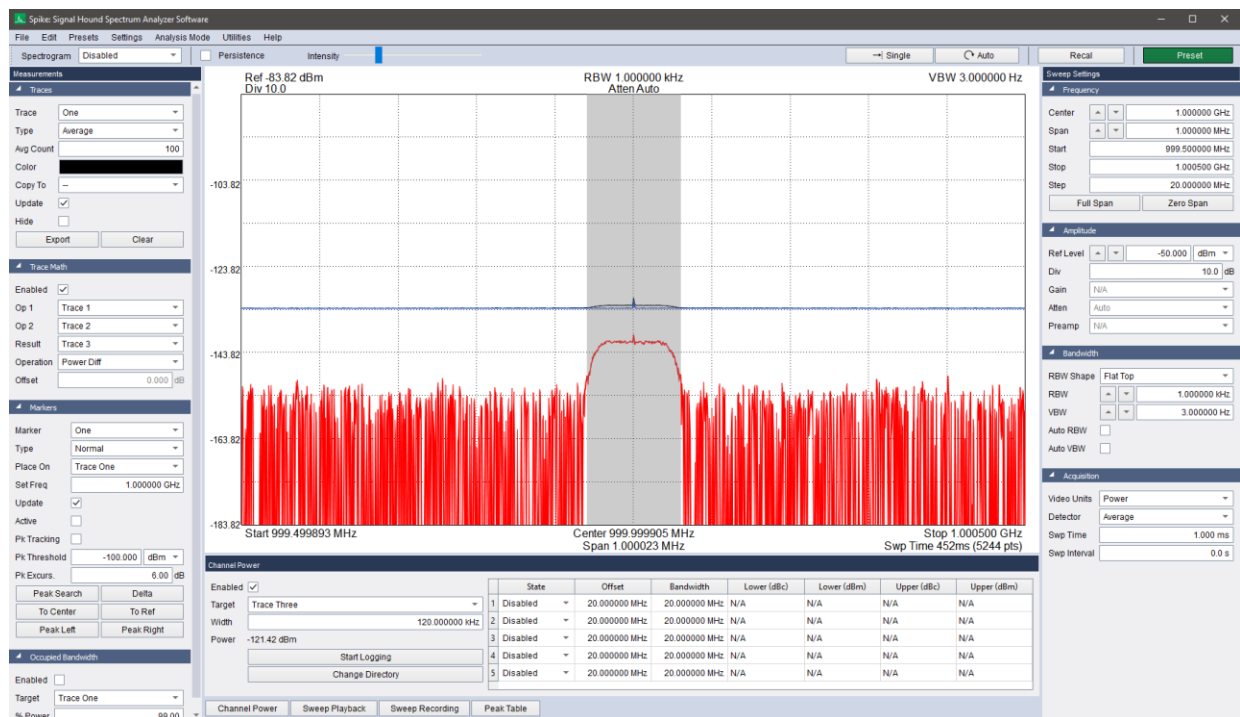 Spike: Signal Hound Spectrum Analyzer Software
File Edit Presets Settings Analysis Mode Utilities Help
Spectrogram Disabled Persistence Intensity Single Auto Recal Preset
Measurements
Traces
Trace One
Type Average
Avg Count 100
Color
Copy To --
Update
Hide
Export Clear
Trace Math
Enabled
Op 1 Trace 1
Op 2 Trace 2
Result Trace 3
Operation Power Diff
Offset 0.000 dB
Markers
Marker One
Type Normal
Place On Trace One
Set Freq 1.000000 GHz
Update
Active
Pk Tracking
Pk Threshold -100.000 dBm
Pk Excurs. 6.00 dB
Peak Search Delta
To Center To Ref
Peak Left Peak Right
Occupied Bandwidth
Enabled
Target Trace One
% Power 99.00
Ref -83.82 dBm RBW 1.000000 kHz VBW 3.000000 Hz
Div 10.0 Atten Auto
-103.82
-123.82
-143.82
-163.82
-183.82
Start 999.499893 MHz Center 999.999905 MHz Stop 1.000500 GHz
Span 1.000023 MHz Swp Time 452ms (5244 pts)
Channel Power
Enabled
Target Trace Three
Width 120.000000 kHz
Power -121.42 dBm
Start Logging
Change Directory
State Offset Bandwidth Lower (dBc) Lower (dBm) Upper (dBc) Upper (dBm)
1 Disabled 20.000000 MHz 20.000000 MHz N/A N/A N/A N/A
2 Disabled 20.000000 MHz 20.000000 MHz N/A N/A N/A N/A
3 Disabled 20.000000 MHz 20.000000 MHz N/A N/A N/A N/A
4 Disabled 20.000000 MHz 20.000000 MHz N/A N/A N/A N/A
5 Disabled 20.000000 MHz 20.000000 MHz N/A N/A N/A N/A
Channel Power Sweep Playback Sweep Recording Peak Table
Sweep Settings
Frequency
Center 1.000000 GHz
Span 1.000000 MHz
Start 999.500000 MHz
Stop 1.000500 GHz
Step 20.000000 MHz
Full Span Zero Span
Amplitude
Ref Level -50.000 dBm
Div 10.0 dB
Gain N/A
Atten Auto
Preamp N/A
Bandwidth
RBW Shape Flat Top
RBW 1.000000 kHz
VBW 3.000000 Hz
Auto RBW
Auto VBW
Acquisition
Video Units Power
Detector Average
Swp Time 1.000 ms
Swp Interval 0.0 s